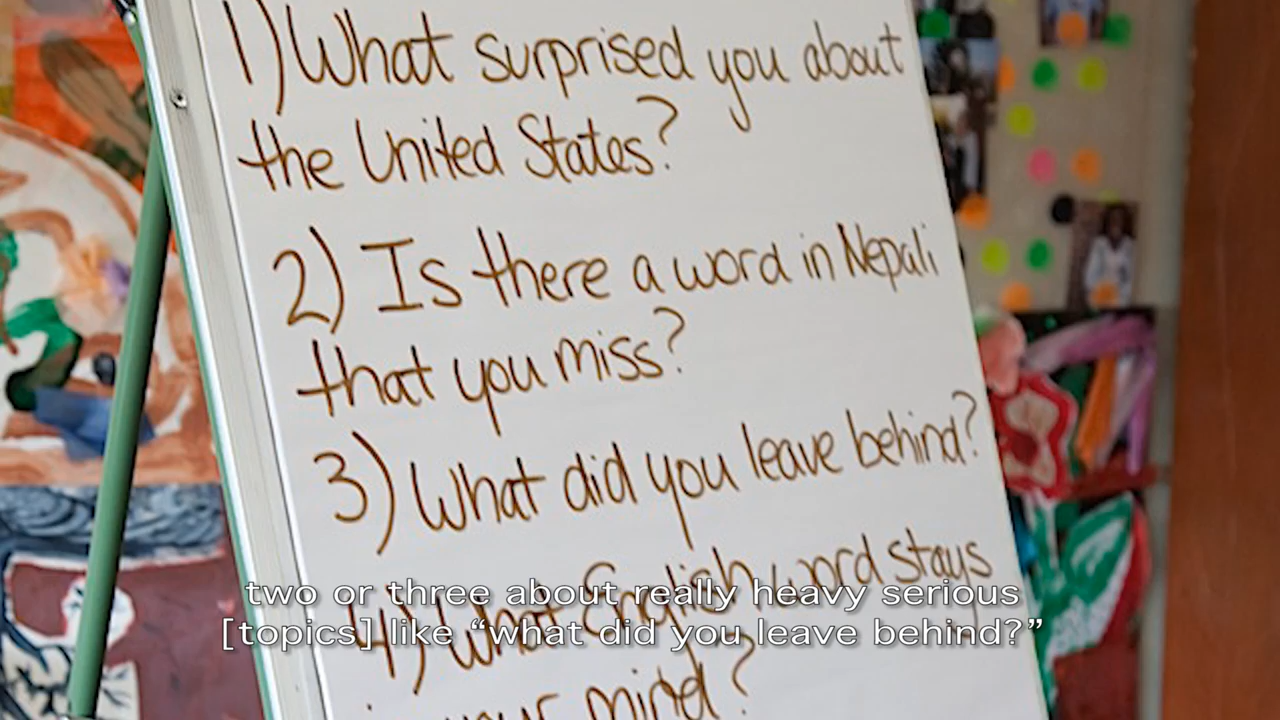 1) What surprised you about
the United States?
2) Is there a word in Nepali
that you miss?
3) What did you leave behind?
4) What English word stays
your mind?
two or three about really heavy serious
[topics] like “what did you leave behind?”